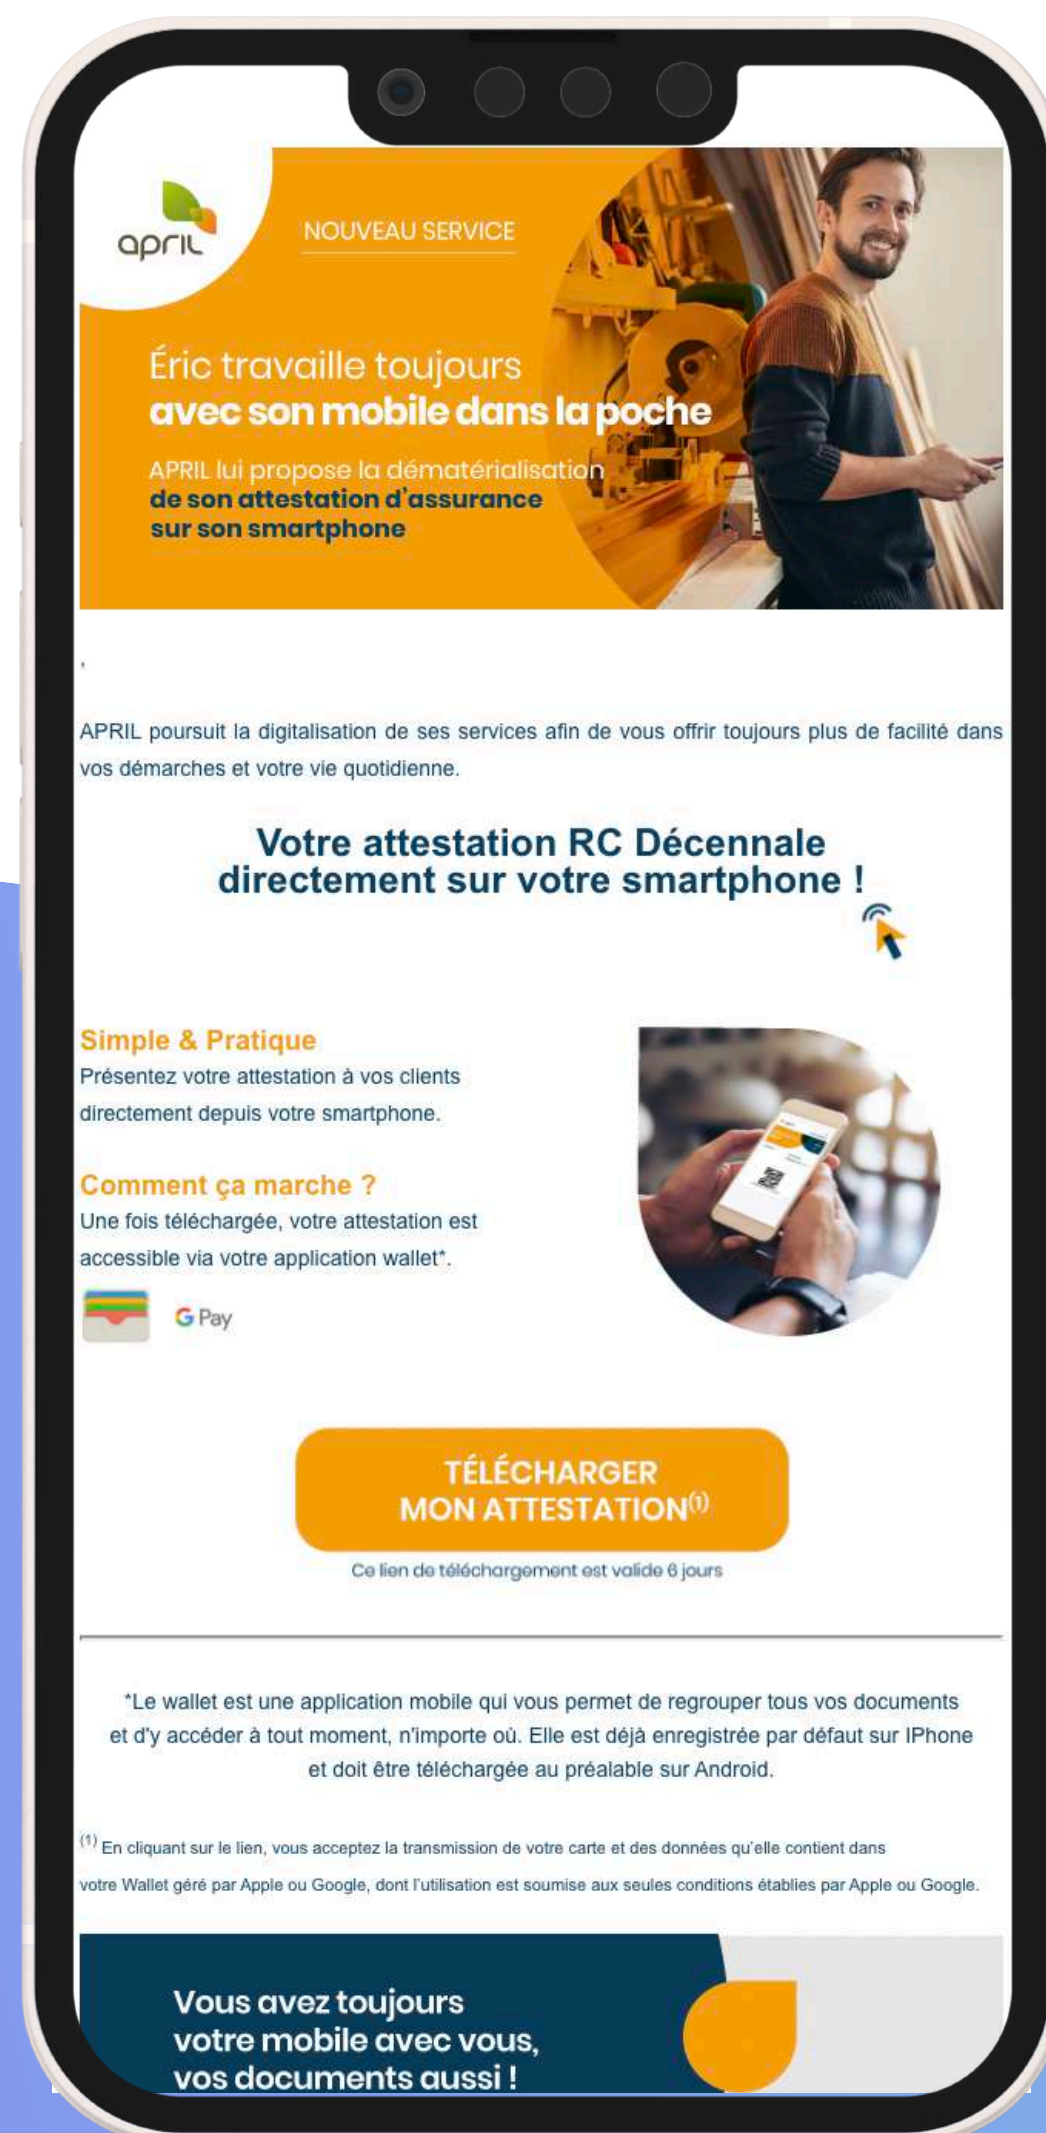 april
NOUVEAU SERVICE
Éric travaille toujours
avec son mobile dans la poche
APRIL lui propose la dématérialisation
de son attestation d'assurance
sur son smartphone
,
APRIL poursuit la digitalisation de ses services afin de vous offrir toujours plus de facilité dans
vos démarches et votre vie quotidienne.
Votre attestation RC Décennale
directement sur votre smartphone !
Simple & Pratique
Présentez votre attestation à vos clients
directement depuis votre smartphone.
Comment ça marche ?
Une fois téléchargée, votre attestation est
accessible via votre application wallet*.
G Pay
TÉLÉCHARGER
MON ATTESTATION(1)
Ce lien de téléchargement est valide 6 jours
*Le wallet est une application mobile qui vous permet de regrouper tous vos documents
et d'y accéder à tout moment, n'importe où. Elle est déjà enregistrée par défaut sur IPhone
et doit être téléchargée au préalable sur Android.
(1) En cliquant sur le lien, vous acceptez la transmission de votre carte et des données qu'elle contient dans
votre Wallet géré par Apple ou Google, dont l'utilisation est soumise aux seules conditions établies par Apple ou Google.
Vous avez toujours
votre mobile avec vous,
vos documents aussi !